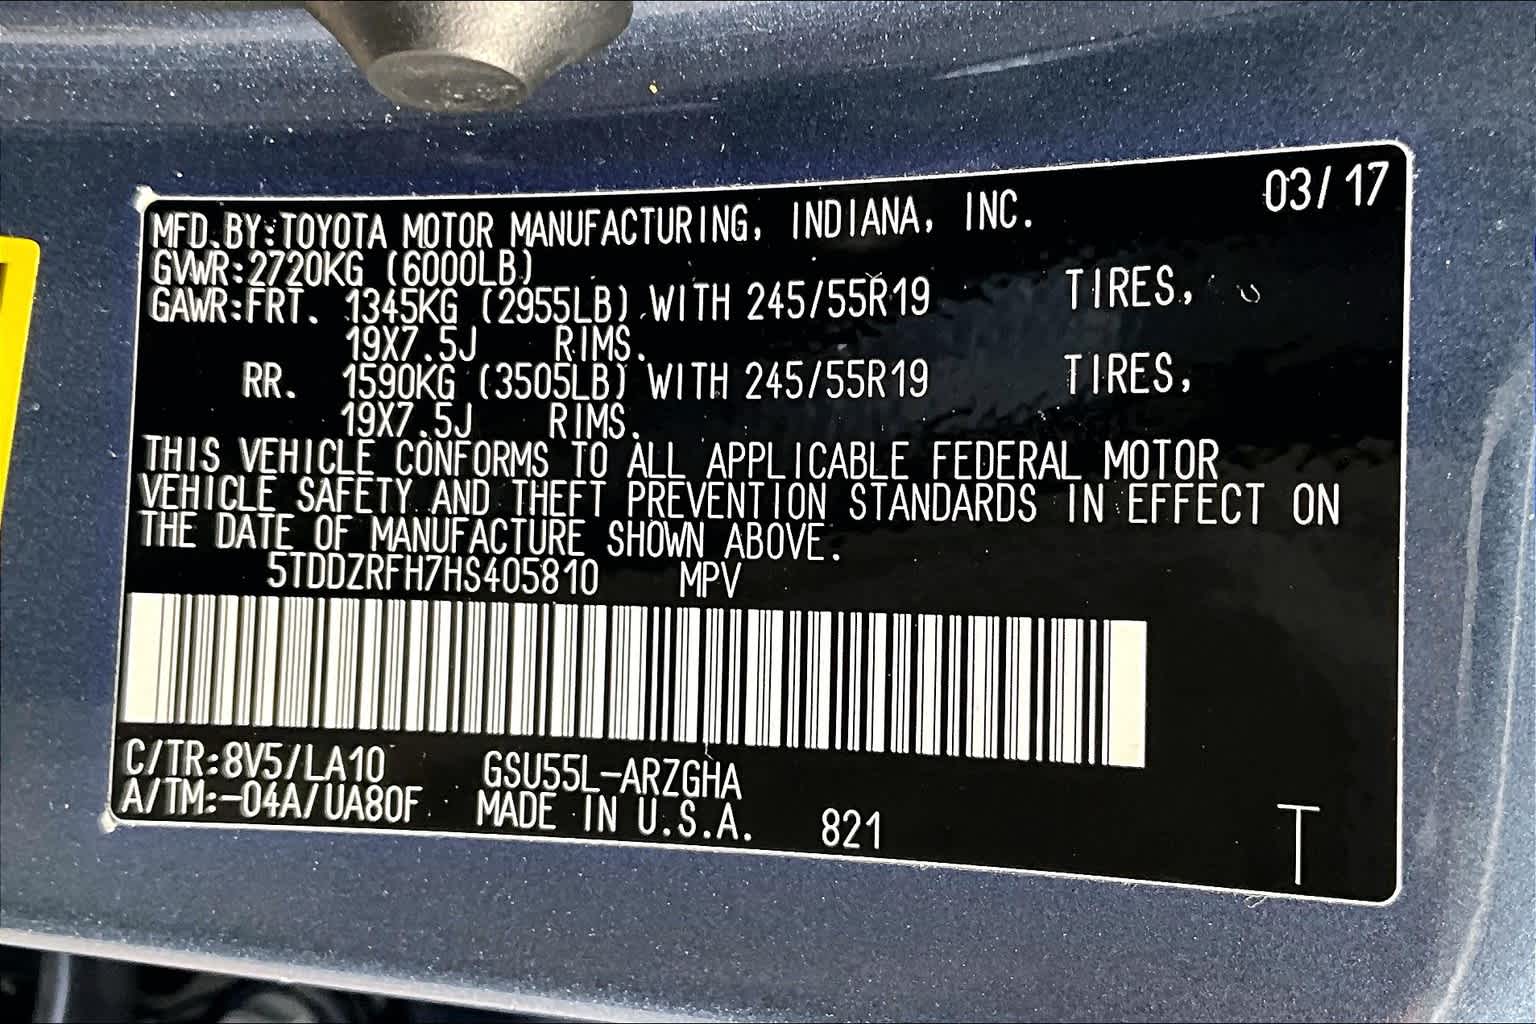 03/17
MFD.BY:TOYOTA MOTOR MANUFACTURING, INDIANA, INC.
GVWR:2720KG (6000LB)
GAWR:FRT. 1345KG (2955LB) WITH 245/55R19 TIRES,
19X7.5J RIMS.
RR. 1590KG (3505LB) WITH 245/55R19 TIRES,
19X7.5J RIMS.
THIS VEHICLE CONFORMS TO ALL APPLICABLE FEDERAL MOTOR
VEHICLE SAFETY AND THEFT PREVENTION STANDARDS IN EFFECT ON
THE DATE OF MANUFACTURE SHOWN ABOVE.
5TDDZRFH7HS405810 MPV
C/TR:8V5/LA10 GSU55L-ARZGHA
A/TM:-04A/UA80F MADE IN U.S.A. 821
T